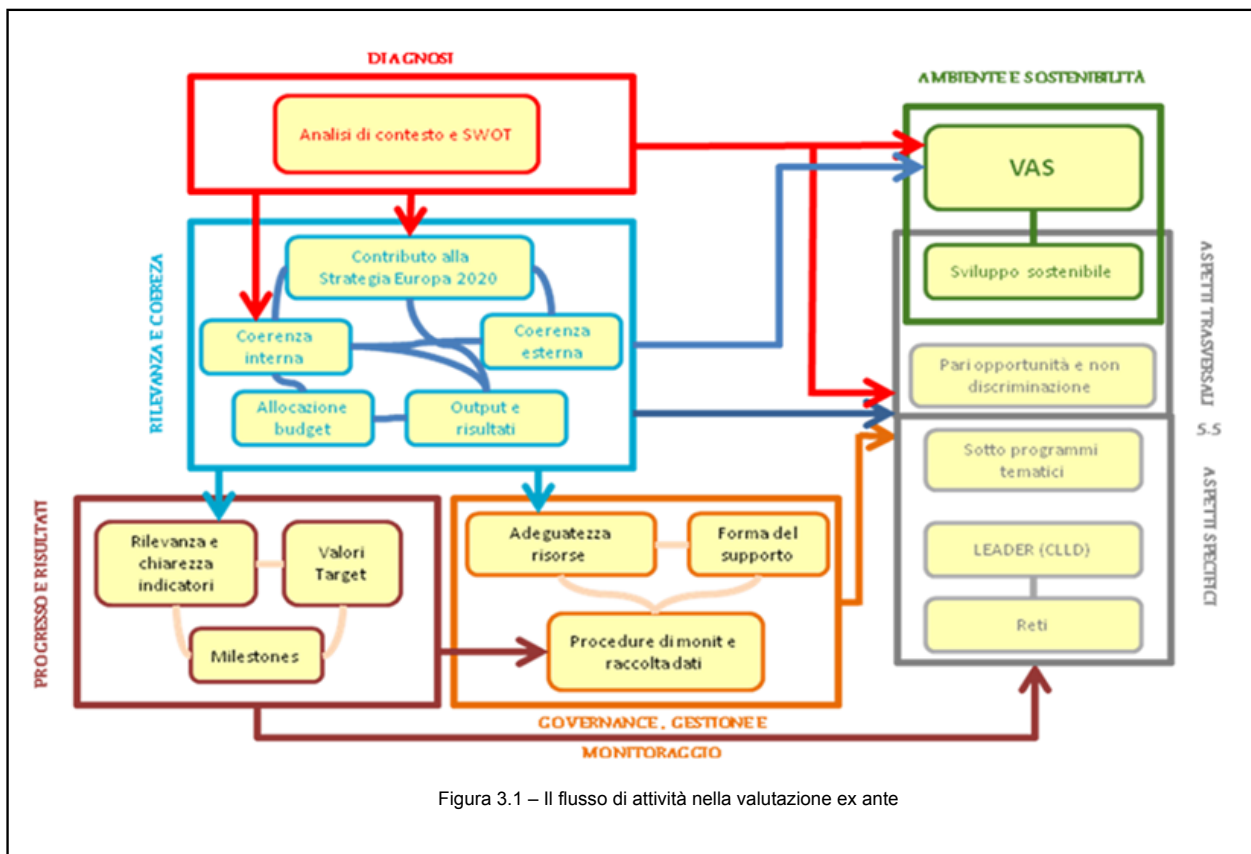 DIAGNOSI
Analisi di contesto e SWOT
AMBIENTE E SOSTENIBILITÀ
VAS
Sviluppo sostenibile
RILEVANZA E COEREZA
Contributo alla
Strategia Europa 2020
Coerenza
interna
Coerenza
esterna
Allocazione
budget
Output e
risultati
ASPETTI TRASVERSALI
Pari opportunità e non
discriminazione
5.5
ASPETTI SPECIFICI
Sotto programmi
tematici
LEADER (CLLD)
Reti
PROGRESSO E RISULTATI
Rilevanza e
chiarezza
indicatori
Valori
Target
Milestones
Adeguatezza
risorse
Forma del
supporto
Procedure di monit e
raccolta dati
GOVERNANCE, GESTIONE E
MONITORAGGIO
Figura 3.1 – Il flusso di attività nella valutazione ex ante